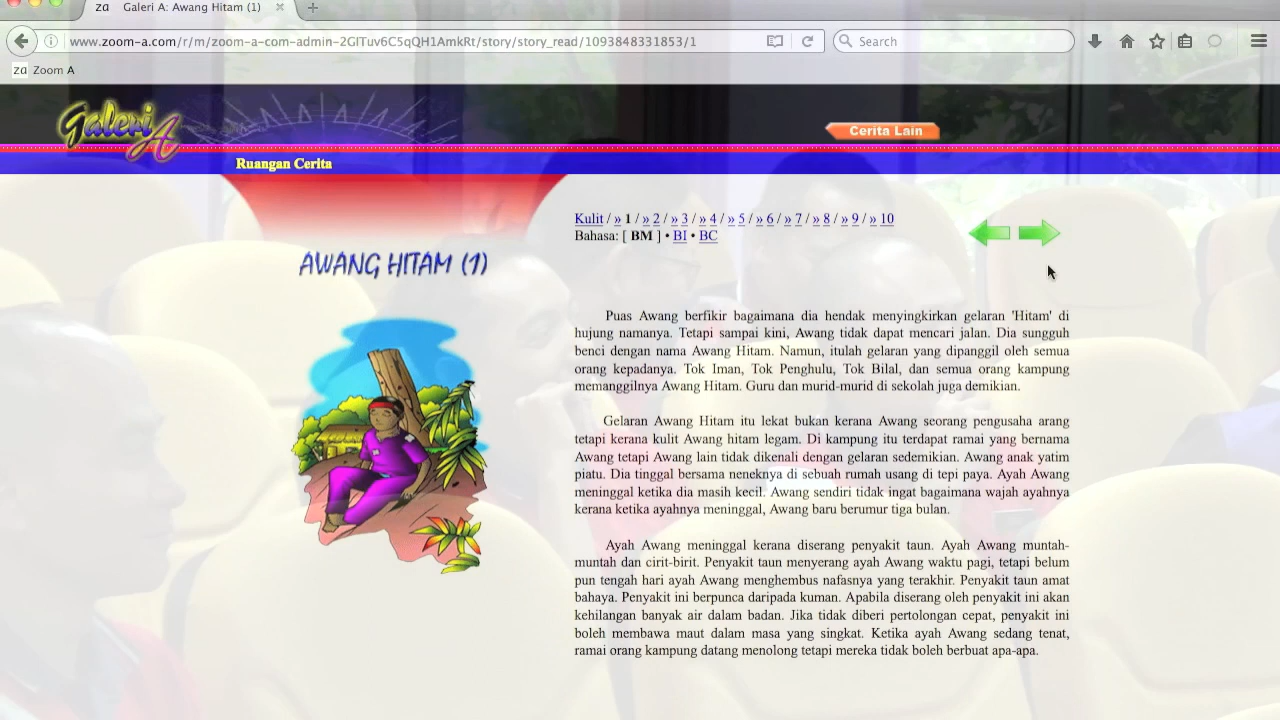 za Galeri A: Awang Hitam (1)
www.zoom-a.com/r/m/zoom-a-com-admin-2GITuv6C5qQH1AmkRt/story/story_read/1093848331853/1
Search
za Zoom A
Galeri A
Cerita Lain
Ruangan Cerita
Kulit / » 1 / » 2 / » 3 / » 4 / » 5 / » 6 / » 7 / » 8 / » 9 / » 10
Bahasa: [ BM ] • BI • BC
AWANG HITAM (1)
Puas Awang berfikir bagaimana dia hendak menyingkirkan gelaran 'Hitam' di
hujung namanya. Tetapi sampai kini, Awang tidak dapat mencari jalan. Dia sungguh
benci dengan nama Awang Hitam. Namun, itulah gelaran yang dipanggil oleh semua
orang kepadanya. Tok Iman, Tok Penghulu, Tok Bilal, dan semua orang kampung
memanggilnya Awang Hitam. Guru dan murid-murid di sekolah juga demikian.
Gelaran Awang Hitam itu lekat bukan kerana Awang seorang pengusaha arang
tetapi kerana kulit Awang hitam legam. Di kampung itu terdapat ramai yang bernama
Awang tetapi Awang lain tidak dikenali dengan gelaran sedemikian. Awang anak yatim
piatu. Dia tinggal bersama neneknya di sebuah rumah usang di tepi paya. Ayah Awang
meninggal ketika dia masih kecil. Awang sendiri tidak ingat bagaimana wajah ayahnya
kerana ketika ayahnya meninggal, Awang baru berumur tiga bulan.
Ayah Awang meninggal kerana diserang penyakit taun. Ayah Awang muntah-
muntah dan cirit-birit. Penyakit taun menyerang ayah Awang waktu pagi, tetapi belum
pun tengah hari ayah Awang menghembus nafasnya yang terakhir. Penyakit taun amat
bahaya. Penyakit ini berpunca daripada kuman. Apabila diserang oleh penyakit ini akan
kehilangan banyak air dalam badan. Jika tidak diberi pertolongan cepat, penyakit ini
boleh membawa maut dalam masa yang singkat. Ketika ayah Awang sedang tenat,
ramai orang kampung datang menolong tetapi mereka tidak boleh berbuat apa-apa.